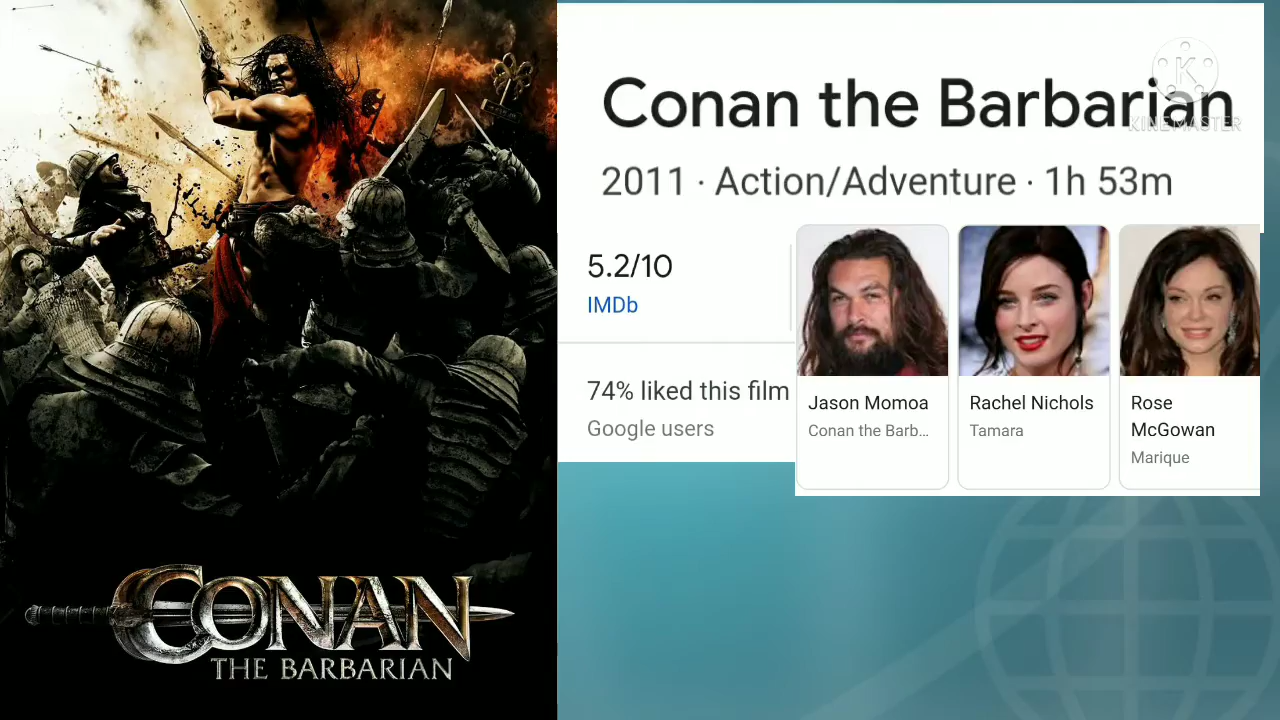 Conan the Barbarian
K
KINEMASTER
2011 · Action/Adventure · 1h 53m
5.2/10
IMDb
74% liked this film
Google users
Jason Momoa
Conan the Barb...
Rachel Nichols
Tamara
Rose
McGowan
Marique
CONAN
THE BARBARIAN